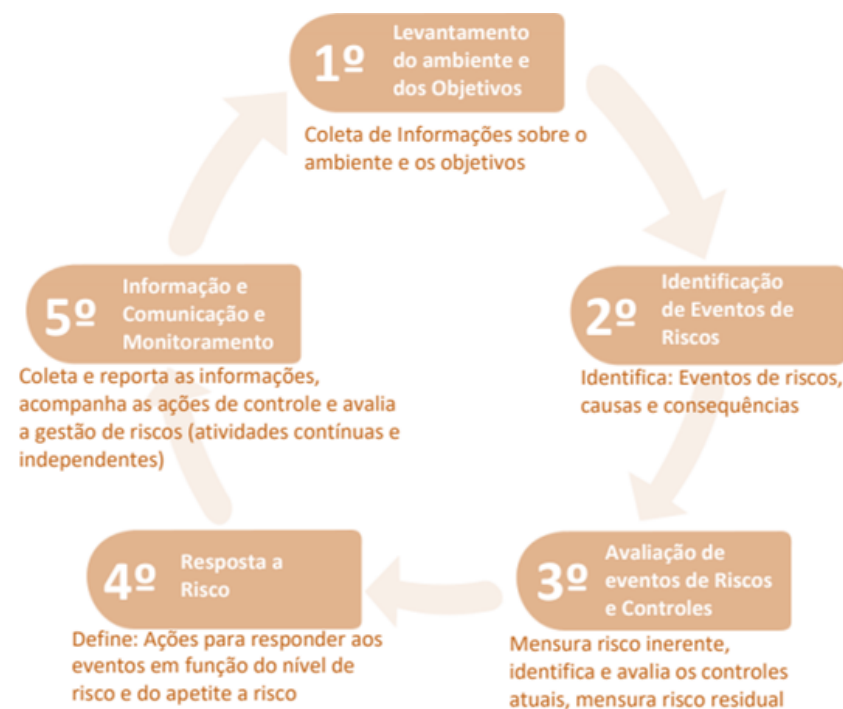 1º
Levantamento
do ambiente e
dos Objetivos
Coleta de Informações sobre o
ambiente e os objetivos
2º
Identificação
de Eventos de
Riscos
Identifica: Eventos de riscos,
causas e consequências
3º
Avaliação de
eventos de Riscos
e Controles
Mensura risco inerente,
identifica e avalia os controles
atuais, mensura risco residual
4º
Resposta a
Risco
Define: Ações para responder aos
eventos em função do nível de
risco e do apetite a risco
5º
Informação e
Comunicação e
Monitoramento
Coleta e reporta as informações,
acompanha as ações de controle e avalia
a gestão de riscos (atividades contínuas e
independentes)